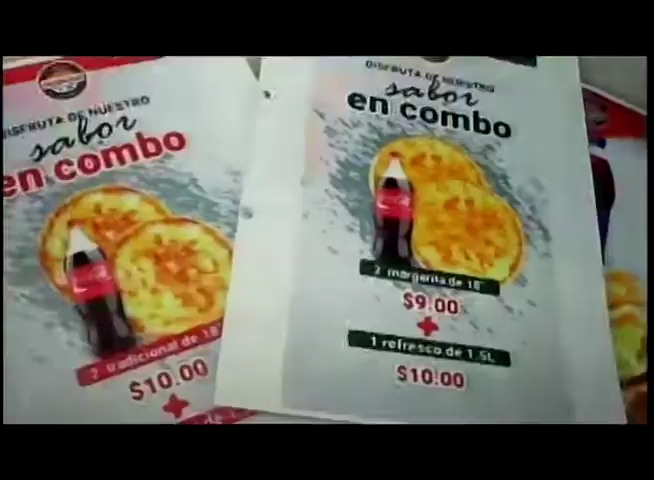 DISFRUTA DE NUESTRO
sabor
en combo
2 tradicional de 18"
$10.00
+
DISFRUTA DE NUESTRO
sabor
en combo
2 margarita de 18"
$9.00
+
1 refresco de 1.5L
$10.00